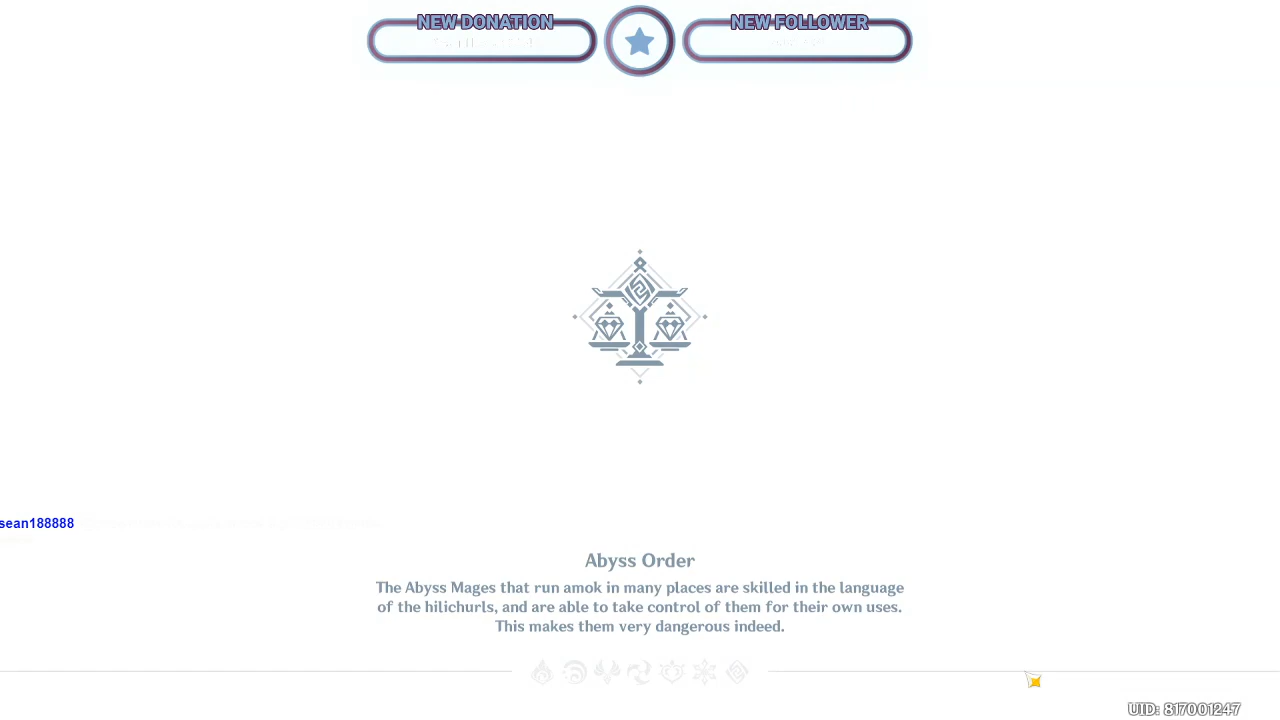 NEW DONATION
NEW FOLLOWER
sean188888
Abyss Order
The Abyss Mages that run amok in many places are skilled in the language
of the hilichurls, and are able to take control of them for their own uses.
This makes them very dangerous indeed.
UID: 817001247